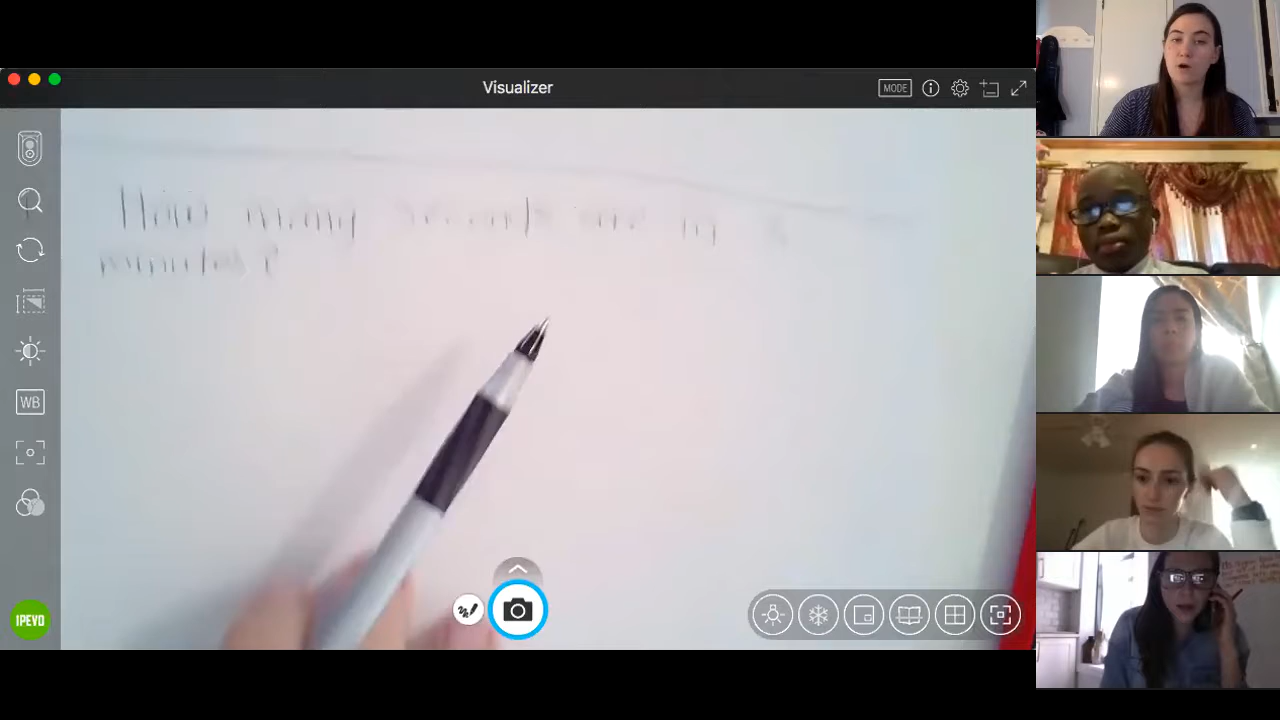 Visualizer
MODE
How many seconds are in
minutes?
WB
IPEVO